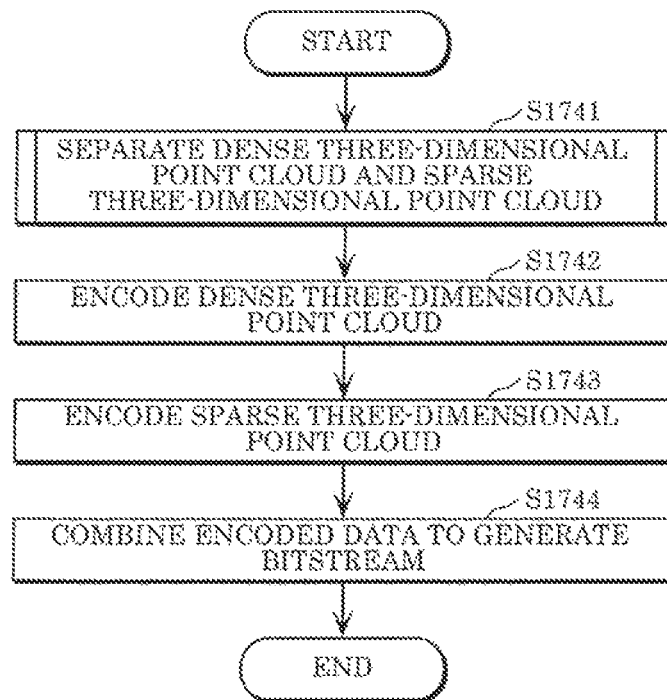 START
S1741
SEPARATE DENSE THREE-DIMENSIONAL
POINT CLOUD AND SPARSE
THREE-DIMENSIONAL POINT CLOUD
S1742
ENCODE DENSE THREE-DIMENSIONAL
POINT CLOUD
S1743
ENCODE SPARSE THREE-DIMENSIONAL
POINT CLOUD
S1744
COMBINE ENCODED DATA TO GENERATE
BITSTREAM
END